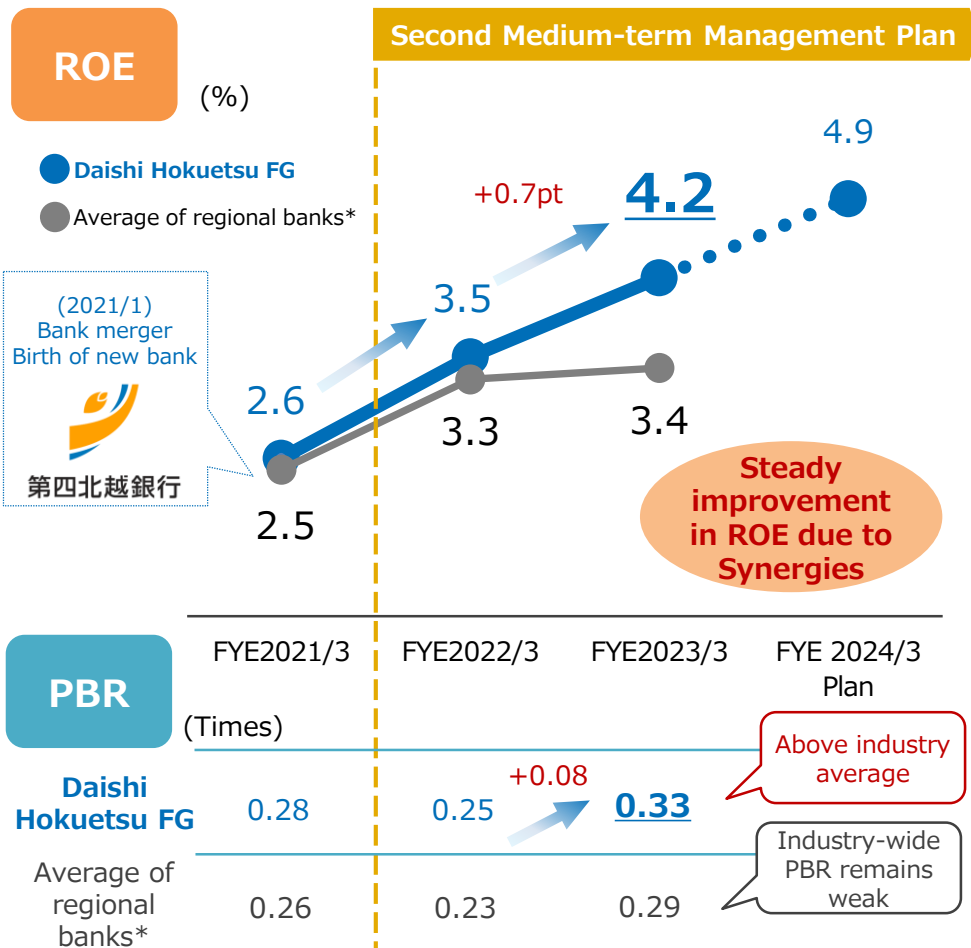 ROE
(%)
Second Medium-term Management Plan
Daishi Hokuetsu FG
Average of regional banks*
4.9
+0.7pt
4.2
3.5
(2021/1)
Bank merger
Birth of new bank
第四北越銀行
2.6
3.3
3.4
2.5
Steady
improvement
in ROE due to
Synergies
PBR
(Times)
FYE2021/3
FYE2022/3
FYE2023/3
FYE 2024/3
Plan
Above industry
average
Daishi
Hokuetsu FG
0.28
0.25
+0.08
0.33
Industry-wide
PBR remains
weak
Average of
regional
banks*
0.26
0.23
0.29